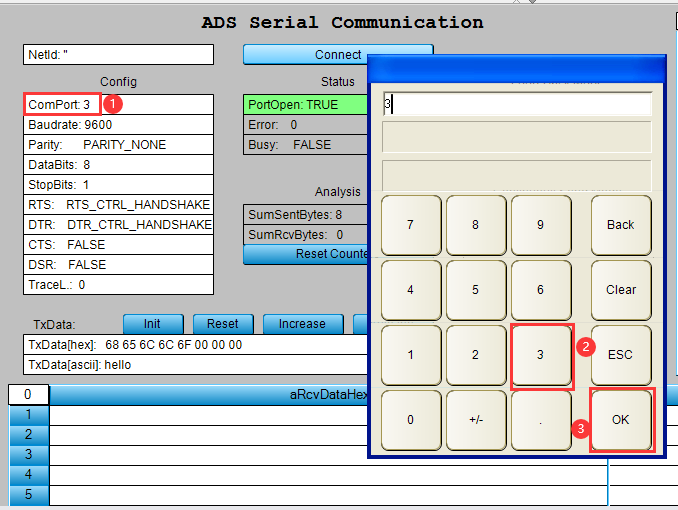 ADS Serial Communication
NetId: ''
Connect
Config
Status
ComPort: 3
1
PortOpen: TRUE
Baudrate: 9600
Error: 0
Parity: PARITY_NONE
Busy: FALSE
DataBits: 8
StopBits: 1
Analysis
RTS: RTS_CTRL_HANDSHAKE
SumSentBytes: 8
DTR: DTR_CTRL_HANDSHAKE
SumRcvBytes: 0
CTS: FALSE
Reset Counte
DSR: FALSE
TraceL.: 0
TxData:
Init
Reset
Increase
TxData[hex]: 68 65 6C 6C 6F 00 00 00
TxData[ascii]: hello
0
aRcvDataHex
1
2
3
4
5
3
7 8 9 Back
4 5 6 Clear
1 2 3 2 ESC
0 +/- . 3 OK